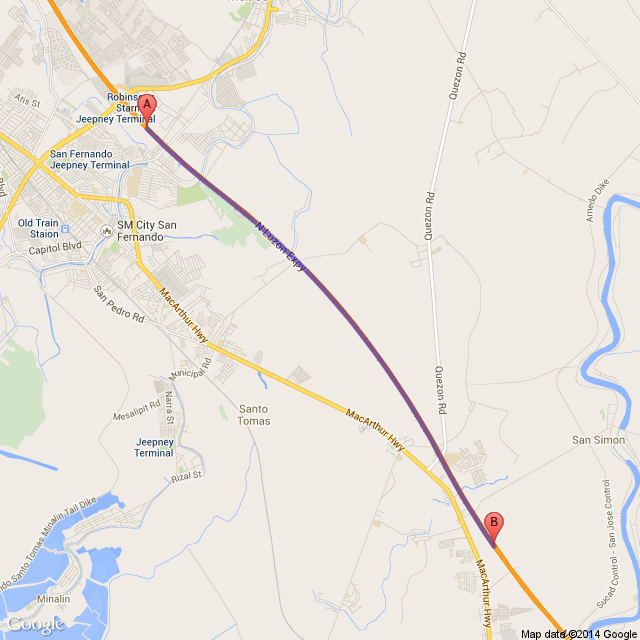 Mexico
Quezon Rd
Aris St
Robinsons
Starmills
Jeepney Terminal
A
San Fernando
Jeepney Terminal
Blvd
Quezon Rd
Arnedo Dike
Old Train
Staion
SM City San
Fernando
Capitol Blvd
N Luzon Expy
San Pedro Rd
MacArthur Hwy
Municipal Rd
Quezon Rd
Narra St
Mesalipit Rd
Santo
Tomas
MacArthur Hwy
Jeepney
Terminal
San Simon
Rizal St
Sucad Control - San Jose Control
Santo Tomas Minalin Tail Dike
B
MacArthur Hwy
Minalin
Google
Map data ©2014 Google